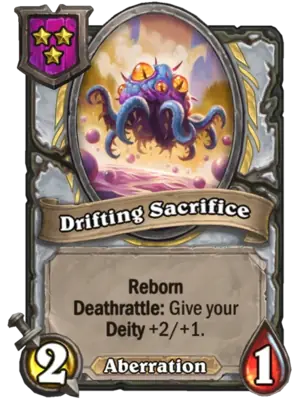 Drifting Sacrifice
Reborn
Deathrattle: Give your
Deity +2/+1.
2
Aberration
1